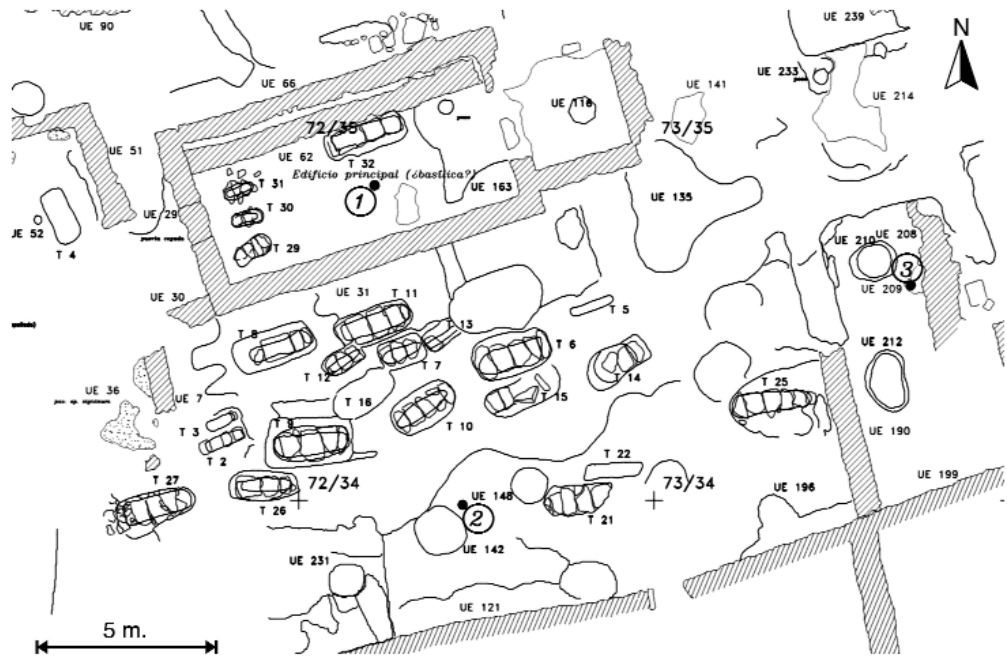 UE 90
UE 239
N
UE 66
UE 233
UE 141
UE 118
UE 214
72/35
73/35
UE 51
UE 62
T 32
Edificio principal (¿basílica?)
T 31
UE 163
1
UE 135
T 30
UE 29
puerta tapada
UE 52
T 4
T 29
UE 210
UE 208
3
UE 209
UE 30
UE 31
T 11
T 5
T 8
13
T 6
UE 212
T 12
T 7
14
UE 36
UE 7
T 16
T 15
T 25
T 3
T 9
T 10
T 2
UE 190
T 22
T 27
72/34
73/34
UE 199
T 26
UE 148
UE 196
T 21
2
UE 142
UE 231
UE 121
5 m.